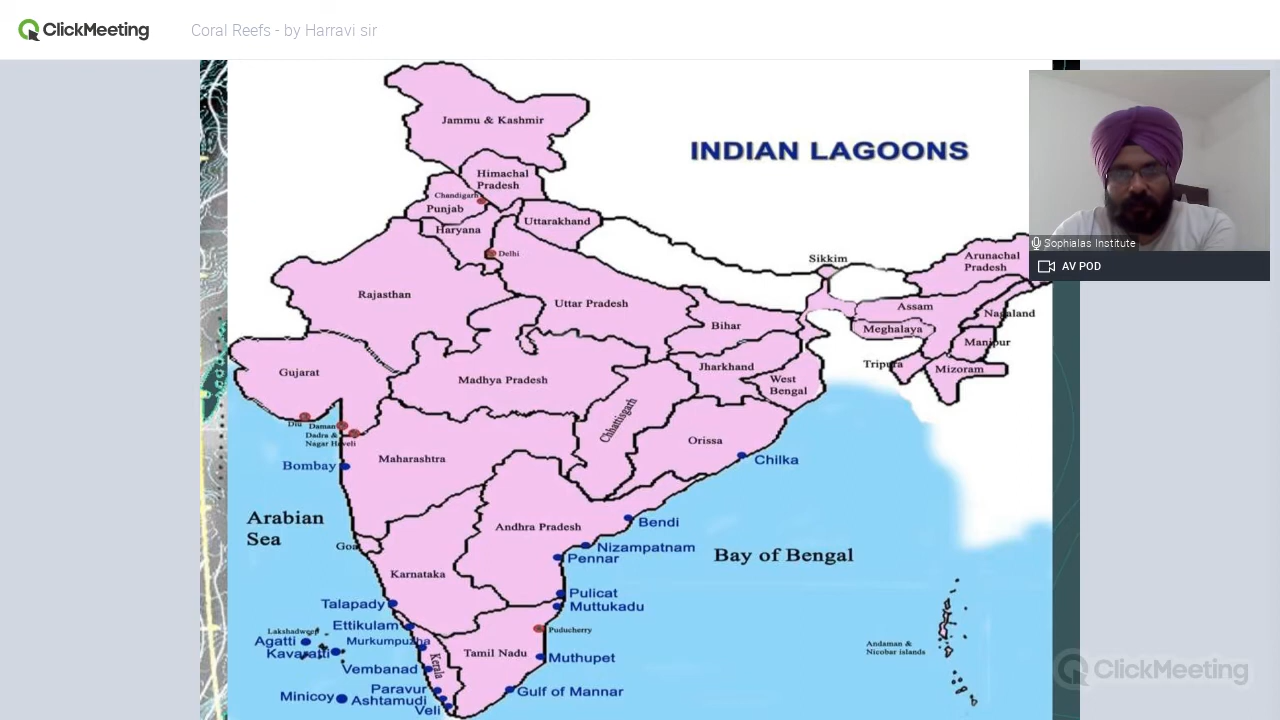 ClickMeeting
Coral Reefs - by Harravi sir
INDIAN LAGOONS
Jammu & Kashmir
Himachal
Pradesh
Chandigarh
Punjab
Uttarakhand
Haryana
Delhi
Sophialas Institute
AV POD
Sikkim
Arunachal
Pradesh
Rajasthan
Uttar Pradesh
Assam
Nagaland
Bihar
Meghalaya
Manipur
Tripura
Mizoram
Gujarat
Madhya Pradesh
Jharkhand
West
Bengal
Chhattisgarh
Diu
Daman
Dadra &
Nagar Haveli
Orissa
Maharashtra
Bombay
Chilka
Arabian
Sea
Andhra Pradesh
Bendi
Goa
Nizampatnam
Pennar
Bay of Bengal
Karnataka
Pulicat
Talapady
Muttukadu
Ettikulam
Puducherry
Lakshadweep
Agatti
Murkumpuzha
Kavaratti
Tamil Nadu
Kerala
Muthupet
Andaman &
Nicobar islands
Vembanad
Paravur
Gulf of Mannar
Minicoy
Ashtamudi
Veli
ClickMeeting